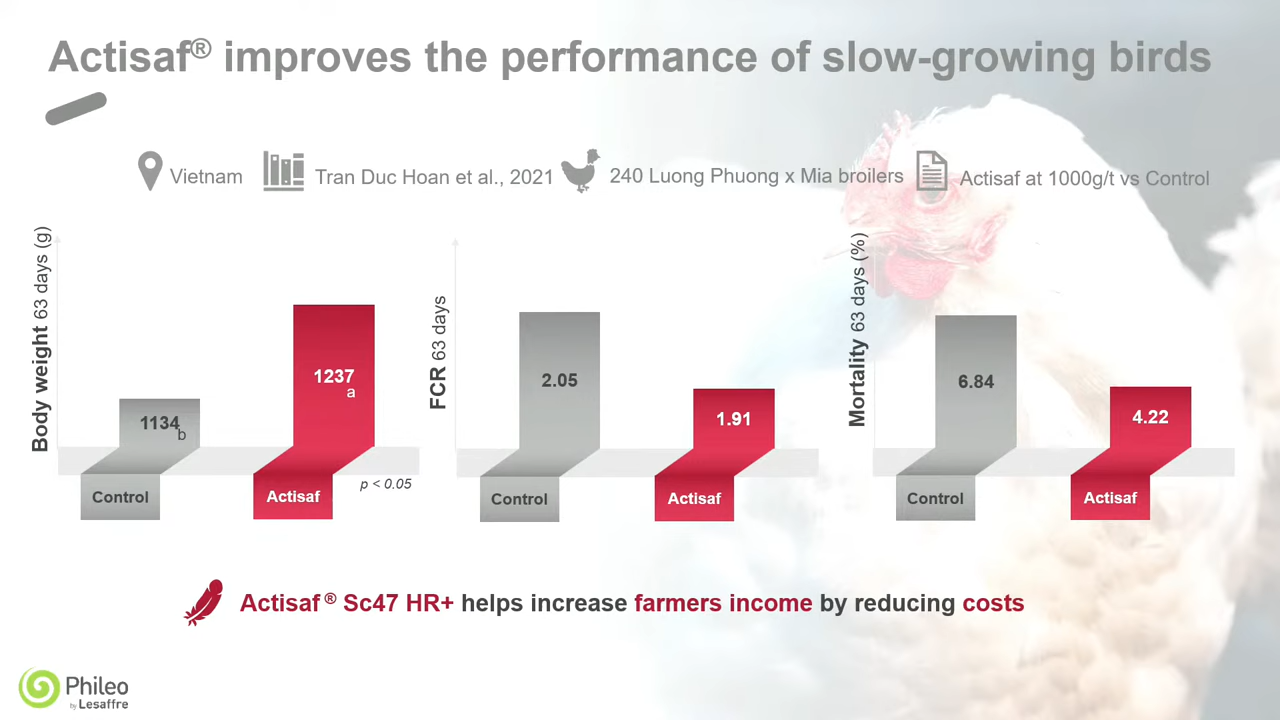 Actisaf® improves the performance of slow-growing birds
Vietnam
Tran Duc Hoan et al., 2021
240 Luong Phuong x Mia broilers
Actisaf at 1000g/t vs Control
Body weight 63 days (g)
1134
b
1237
a
Control
Actisaf
p < 0.05
FCR 63 days
2.05
1.91
Control
Actisaf
Mortality 63 days (%)
6.84
4.22
Control
Actisaf
Actisaf® Sc47 HR+ helps increase farmers income by reducing costs
Phileo
by Lesaffre